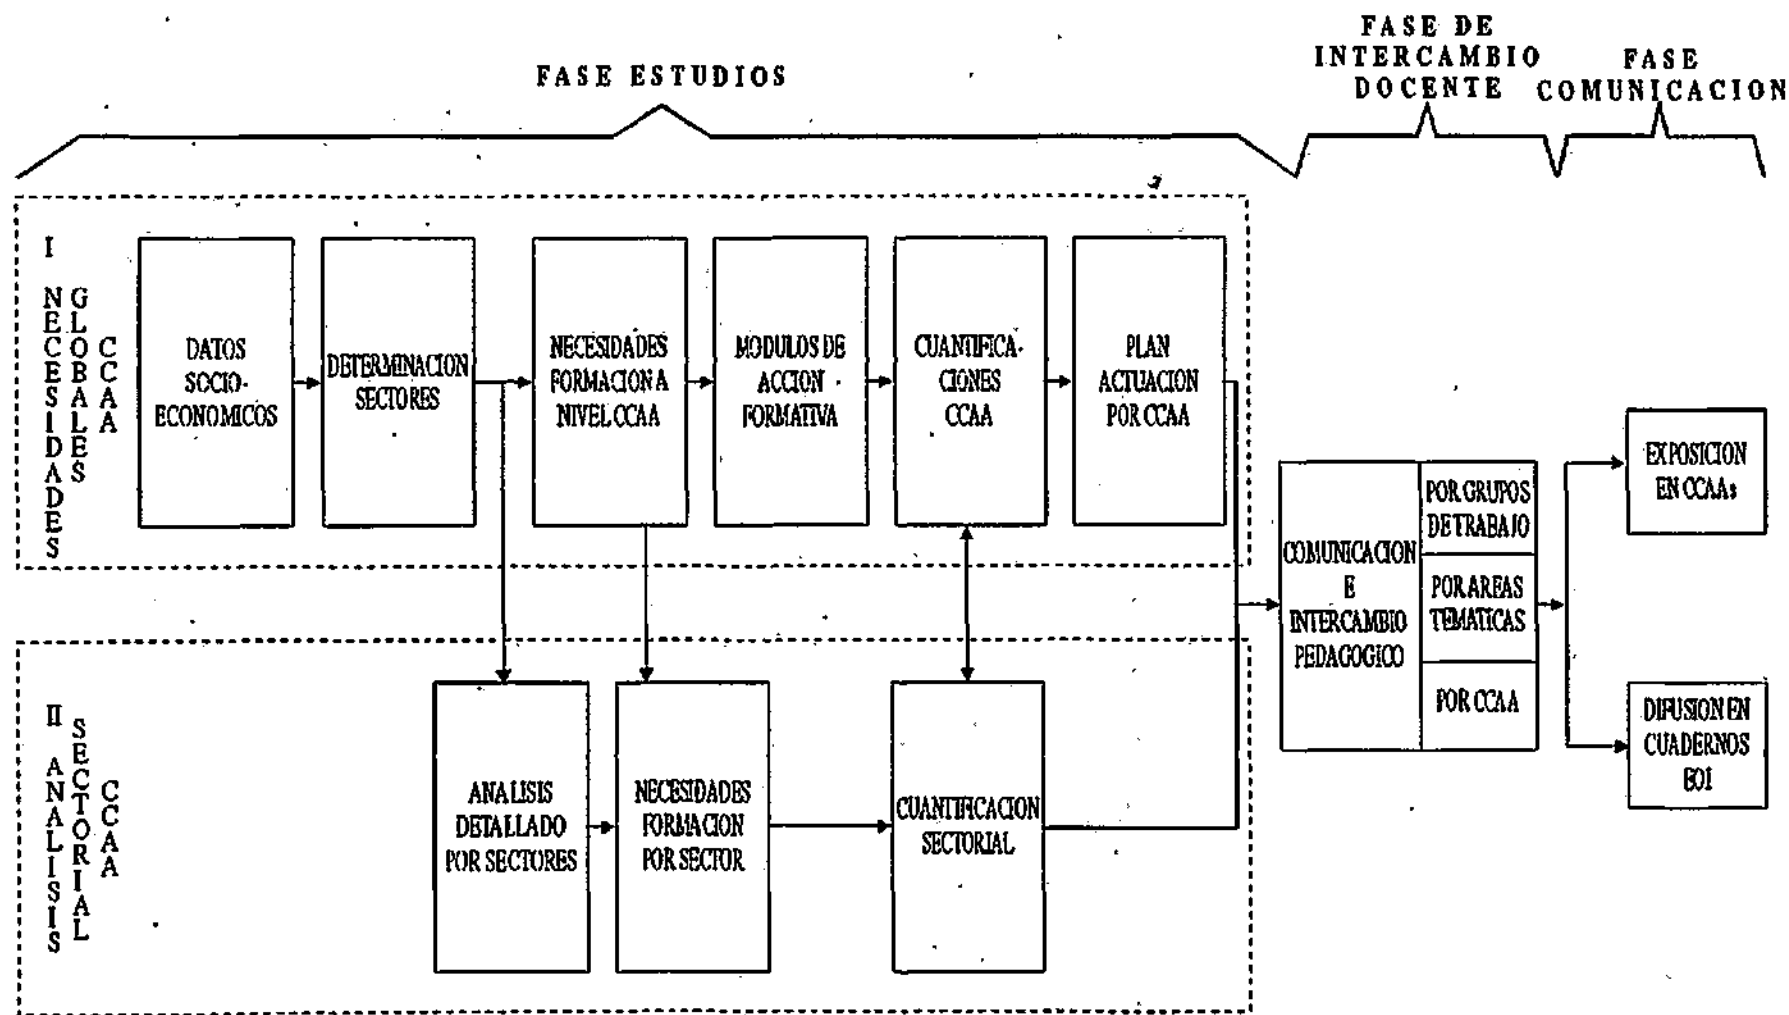 FASE ESTUDIOS
FASE DE
INTERCAMBIO
DOCENTE
FASE
COMUNICACION
I NECESIDADES
GLOBALES
CCAA
DATOS
SOCIO-
ECONOMICOS
DETERMINACION
SECTORES
NECESIDADES
FORMACION A
NIVEL CCAA
MODULOS DE
ACCION
FORMATIVA
CUANTIFICA-
CIONES
CCAA
PLAN
ACTUACION
POR CCAA
COMUNICACION
E
INTERCAMBIO
PEDAGOGICO
POR GRUPOS
DE TRABAJO
POR AREAS
TEMATICAS
POR CCAA
EXPOSICION
EN CCAAs
DIFUSION EN
CUADERNOS
EOI
II ANALISIS
SECTORIAL
CCAA
ANALISIS
DETALLADO
POR SECTORES
NECESIDADES
FORMACION
POR SECTOR
CUANTIFICACION
SECTORIAL